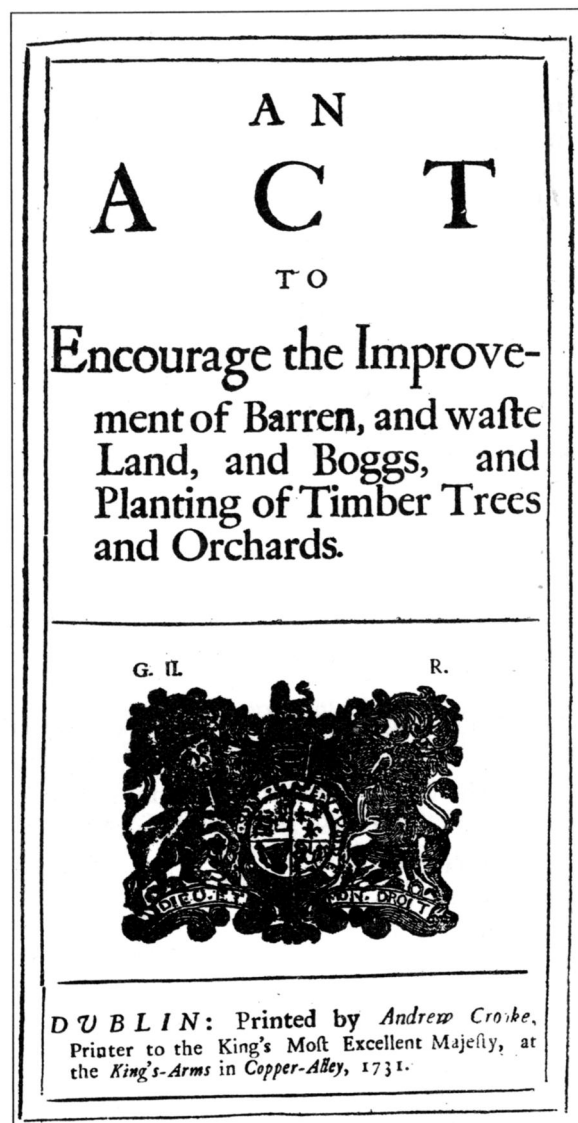 AN
ACT
TO
Encourage the Improve-
ment of Barren, and waſte
Land, and Boggs, and
Planting of Timber Trees
and Orchards.
G. II. R.
DIEU. ET MON. DROIT
DUBLIN: Printed by Andrew Crooke,
Printer to the King's Moſt Excellent Majeſty, at
the King's-Arms in Copper-Alley, 1731.